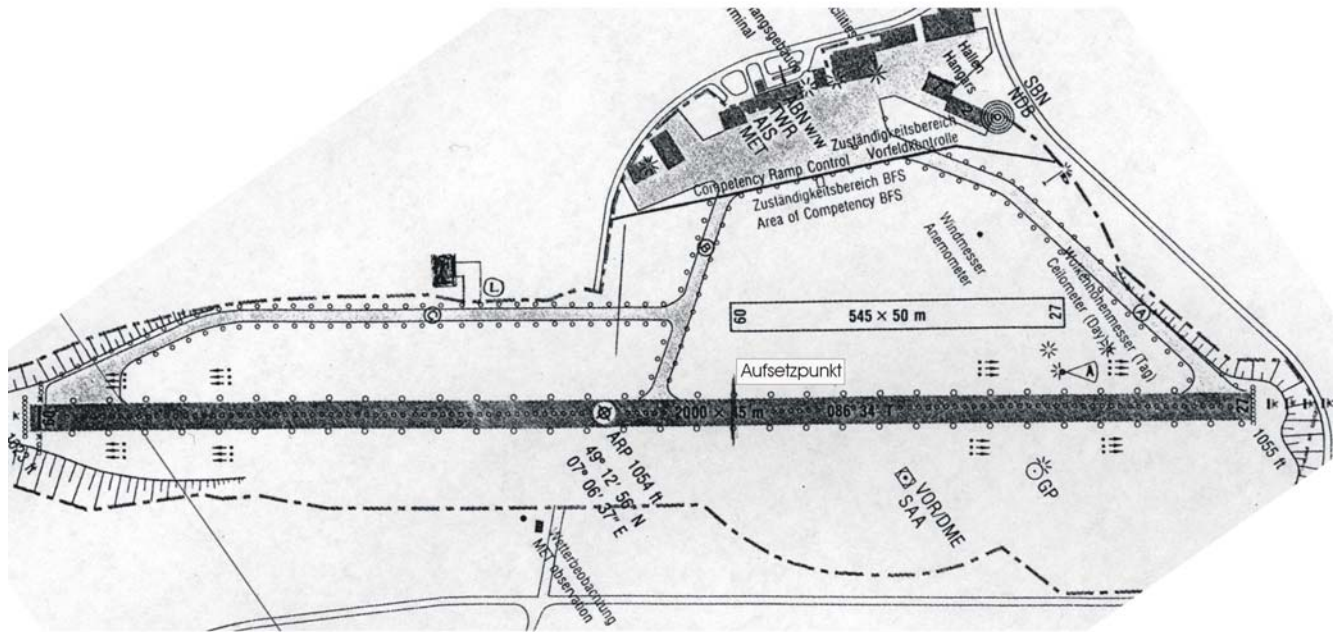 Hallen
Hangars
SBN
NDB
ABN w/w
TWR
AIS
MET
Zuständigkeitsbereich
Competency Ramp Control Vorfeldkontrolle
Zuständigkeitsbereich BFS
Area of Competency BFS
B
Windmesser
Anemometer
Wolkenhöhenmesser (Tag)
Ceilometer (Day)
A
L
C
09
545 × 50 m
27
Aufsetzpunkt
A
09
2000 × 45 m
086° 34' T
27
1055 ft
ARP 1054 ft
49° 12' 56" N
07° 06' 37" E
VOR/DME
SAA
GP
Wetterbeobachtung
MET observation